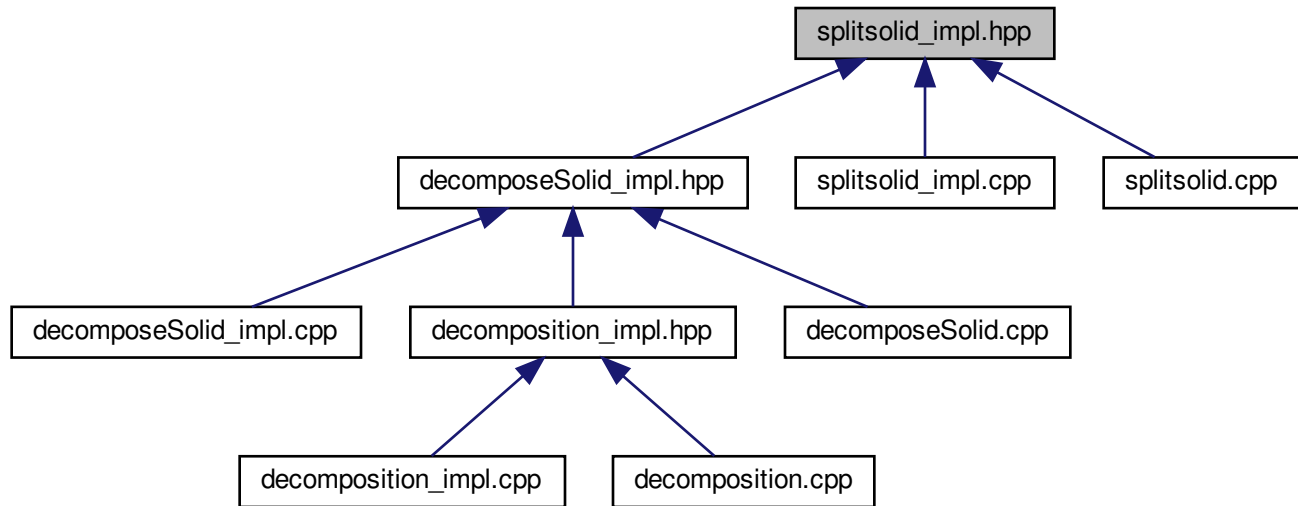 splitsolid_impl.hpp
decomposeSolid_impl.hpp
splitsolid_impl.cpp
splitsolid.cpp
decomposeSolid_impl.cpp
decomposition_impl.hpp
decomposeSolid.cpp
decomposition_impl.cpp
decomposition.cpp